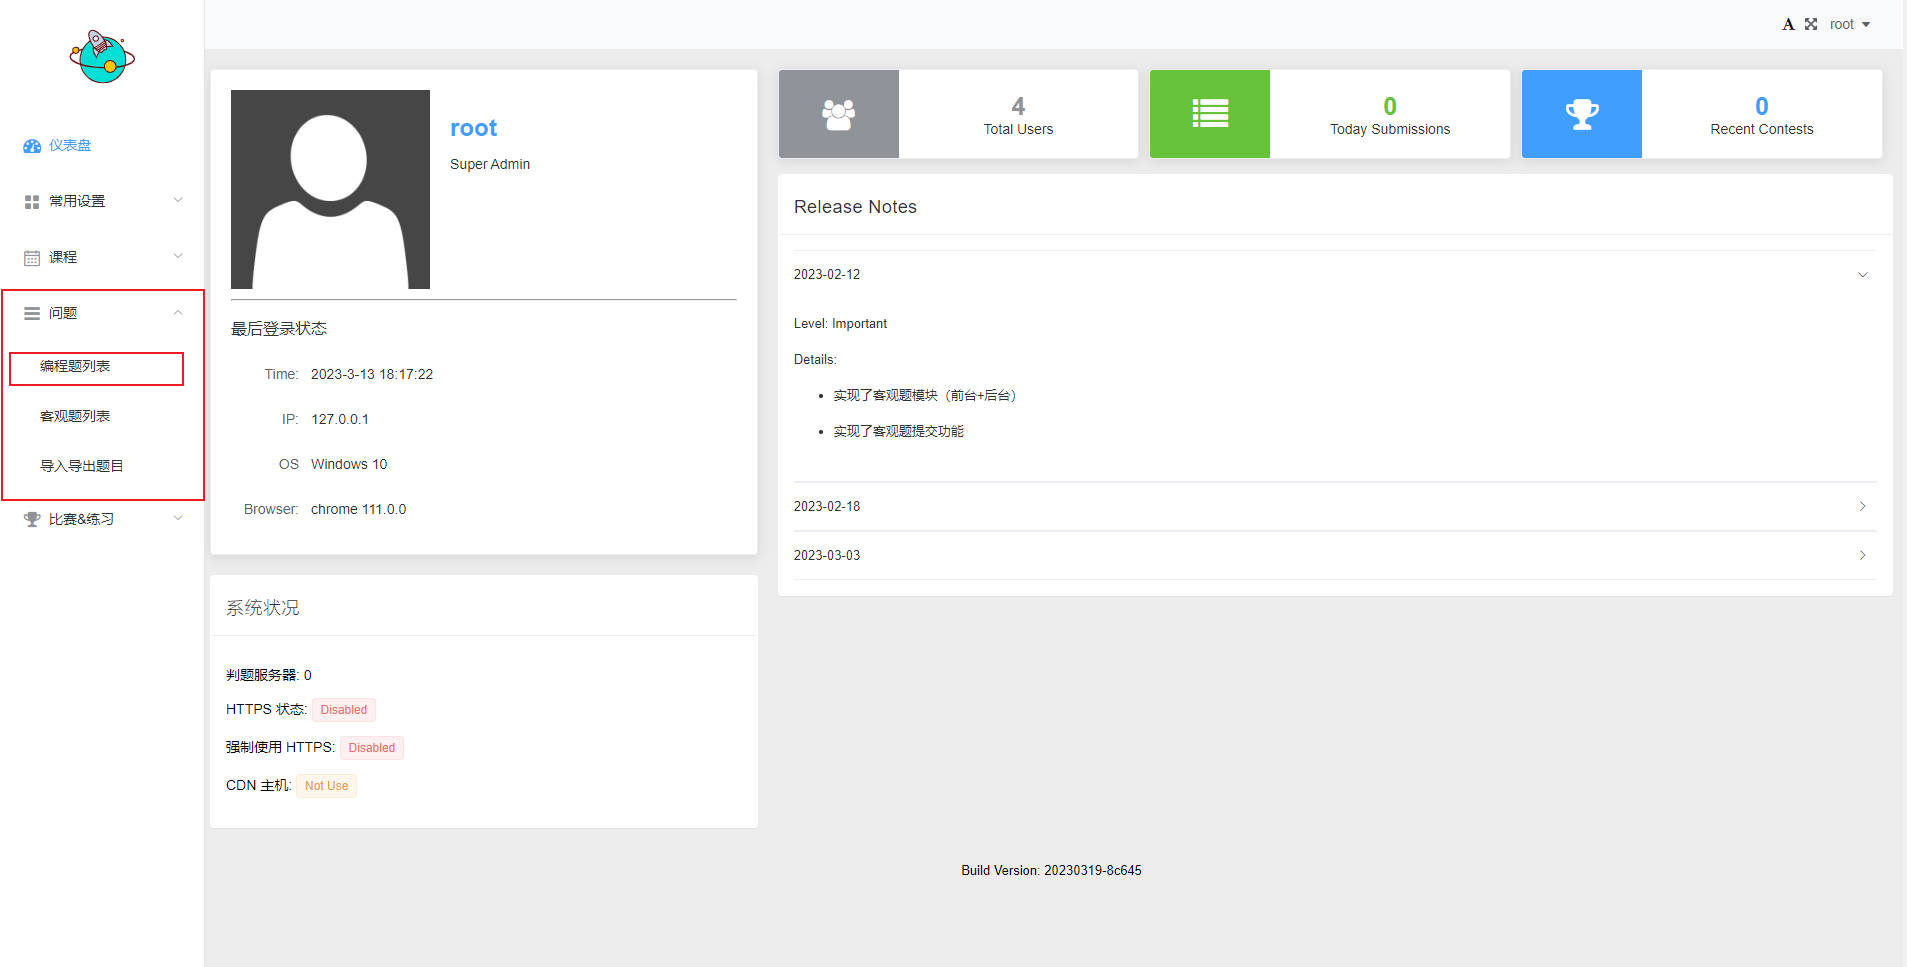 A root
仪表盘
常用设置
课程
问题
编程题列表
客观题列表
导入导出题目
比赛&练习
root
Super Admin
最后登录状态
Time: 2023-3-13 18:17:22
IP: 127.0.0.1
OS Windows 10
Browser: chrome 111.0.0
系统状况
判题服务器: 0
HTTPS 状态: Disabled
强制使用 HTTPS: Disabled
CDN 主机: Not Use
4
Total Users
0
Today Submissions
0
Recent Contests
Release Notes
2023-02-12
Level: Important
Details:
实现了客观题模块（前台+后台）
实现了客观题提交功能
2023-02-18
2023-03-03
Build Version: 20230319-8c645